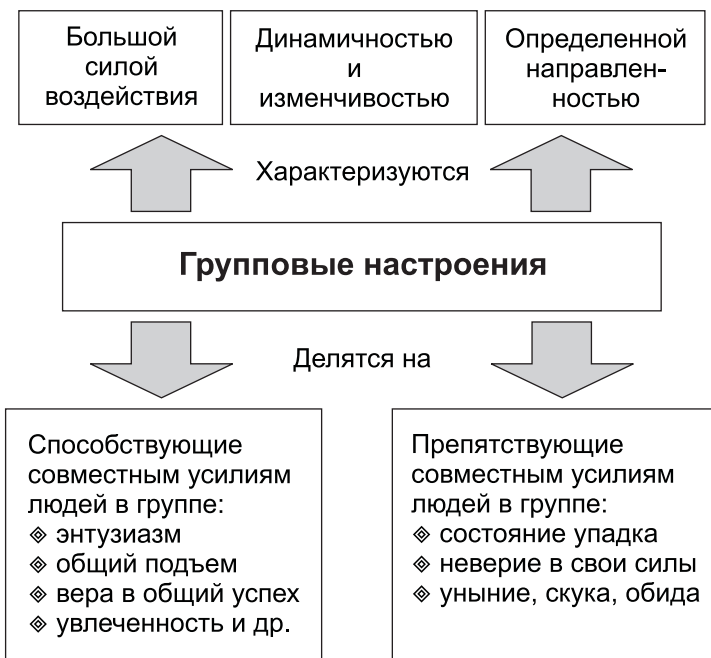 Большой
силой
воздействия
Динамичностью
и
изменчивостью
Определенной
направлен-
ностью
Характеризуются
Групповые настроения
Делятся на
Способствующие
совместным усилиям
людей в группе:
◈ энтузиазм
◈ общий подъем
◈ вера в общий успех
◈ увлеченность и др.
Препятствующие
совместным усилиям
людей в группе:
◈ состояние упадка
◈ неверие в свои силы
◈ уныние, скука, обида